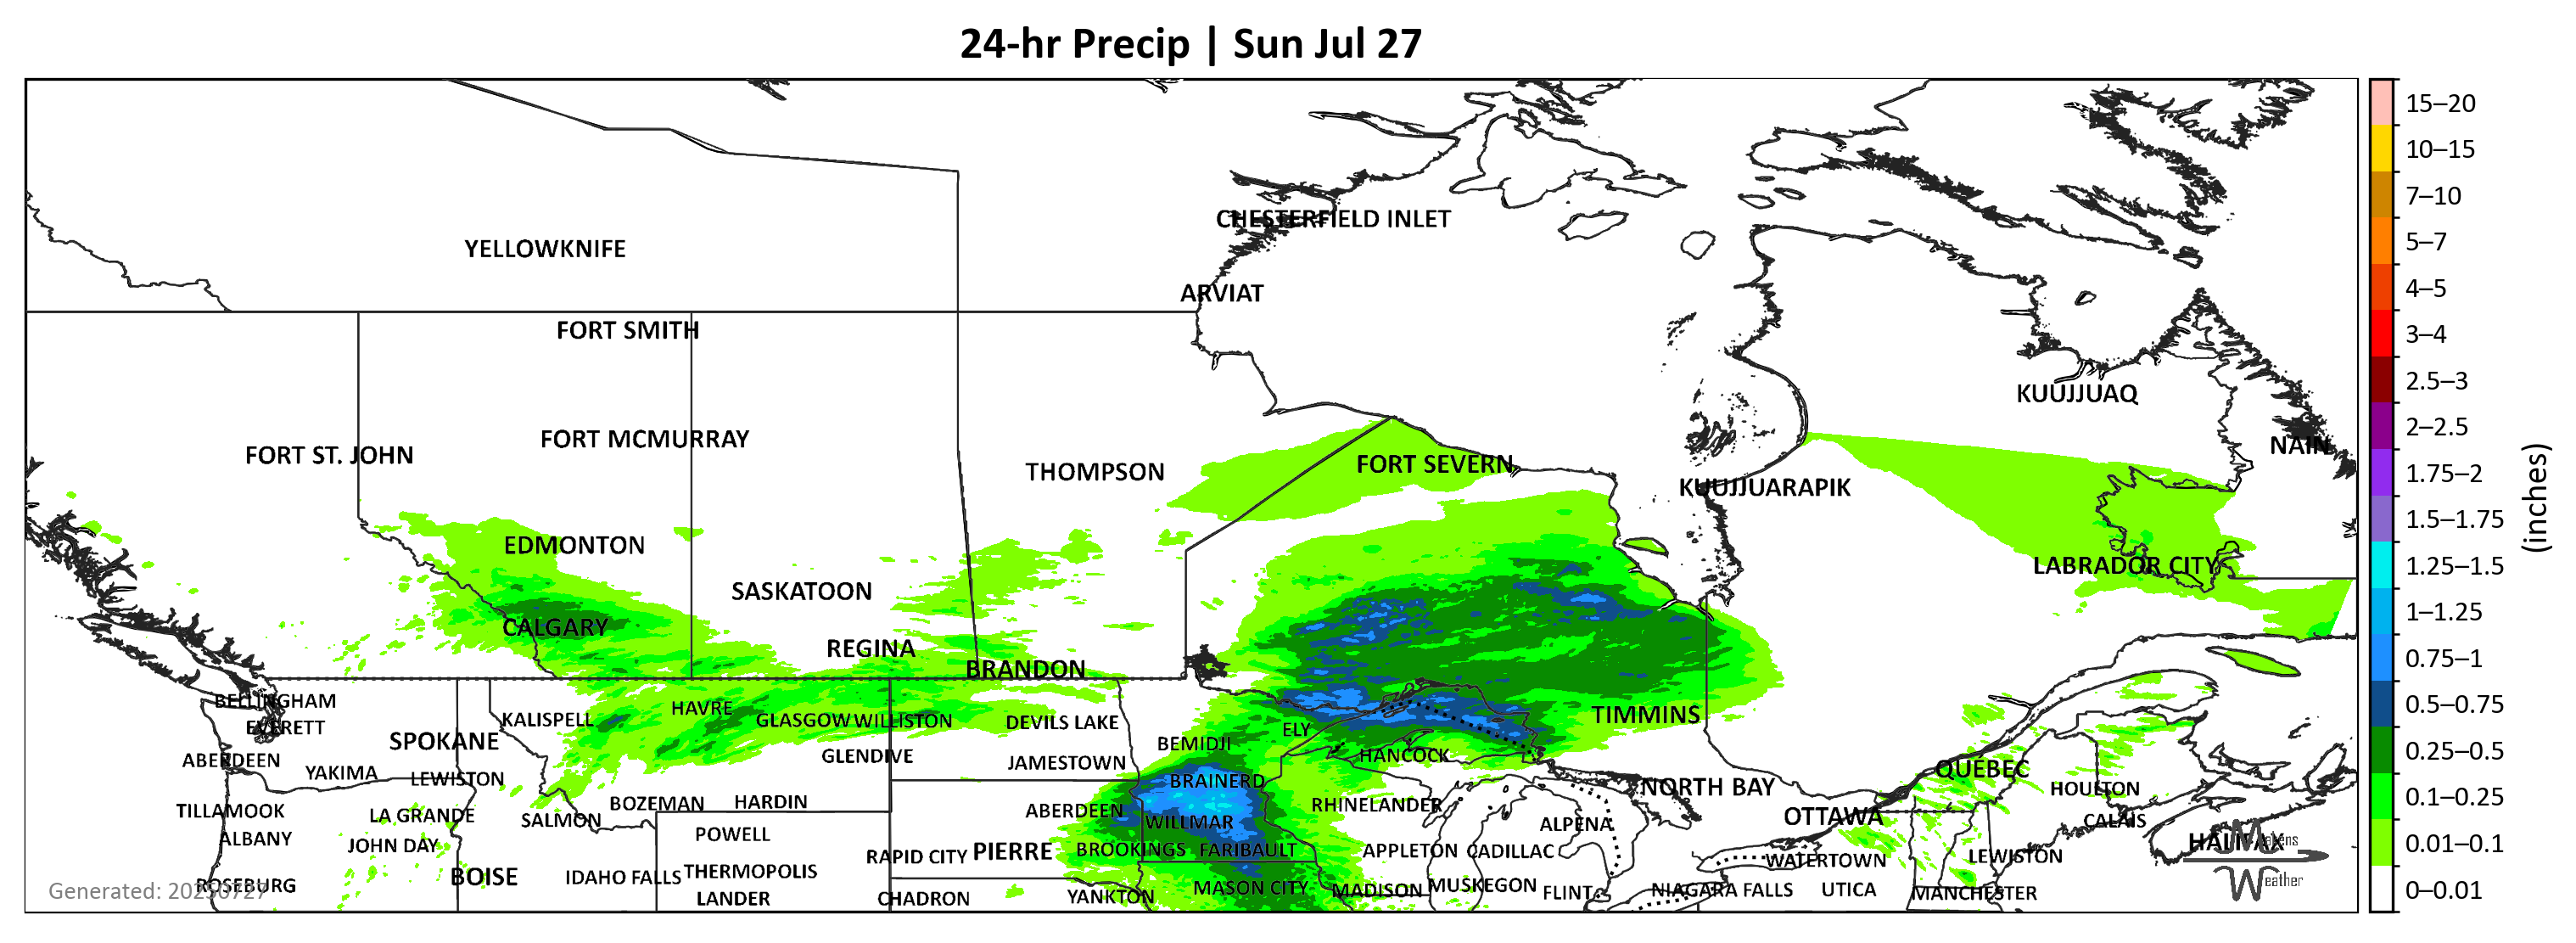 24-hr Precip | Sun Jul 27
15–20
10–15
7–10
5–7
4–5
3–4
2.5–3
2–2.5
1.75–2
1.5–1.75
1.25–1.5
1–1.25
0.75–1
0.5–0.75
0.25–0.5
0.1–0.25
0.01–0.1
0–0.01
(inches)
CHESTERFIELD INLET
YELLOWKNIFE
ARVIAT
FORT SMITH
KUUJJUAQ
FORT MCMURRAY
NAIN
FORT ST. JOHN
FORT SEVERN
THOMPSON
KUUJJUARAPIK
EDMONTON
LABRADOR CITY
SASKATOON
CALGARY
REGINA
BRANDON
BELLINGHAM
HAVRE
TIMMINS
KALISPELL
GLASGOW
WILLISTON
DEVILS LAKE
EVERETT
ELY
SPOKANE
BEMIDJI
GLENDIVE
HANCOCK
ABERDEEN
JAMESTOWN
QUÉBEC
YAKIMA
LEWISTON
BRAINERD
NORTH BAY
HOULTON
BOZEMAN
HARDIN
RHINELANDER
TILLAMOOK
LA GRANDE
ABERDEEN
SALMON
WILLMAR
ALPENA
OTTAWA
CALAIS
ALBANY
POWELL
HALIFAX
Makens
Weather
JOHN DAY
RAPID CITY
PIERRE
BROOKINGS
FARIBAULT
APPLETON
CADILLAC
WATERTOWN
LEWISTON
BOISE
IDAHO FALLS
THERMOPOLIS
ROSEBURG
MASON CITY
MADISON
MUSKEGON
FLINT
NIAGARA FALLS
UTICA
MANCHESTER
Generated: 20250727
LANDER
CHADRON
YANKTON